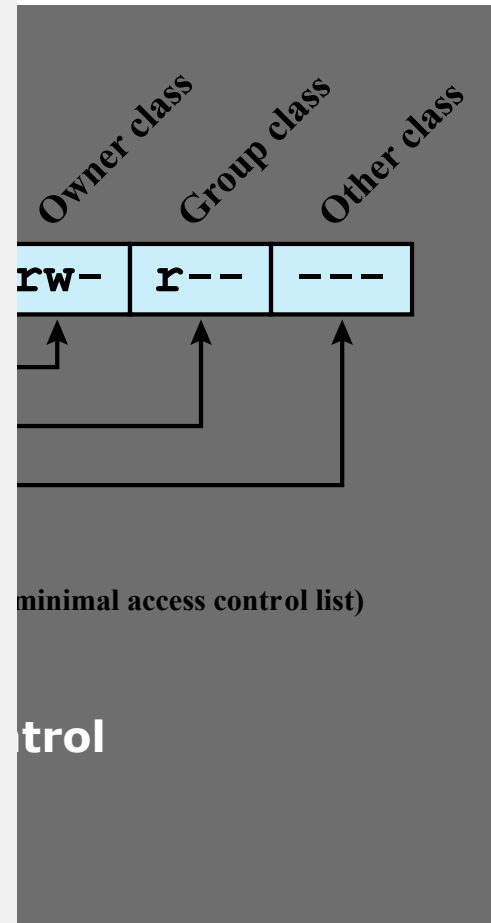 Owner class Group class Other class
rw- r-- ---
minimal access control list)
trol